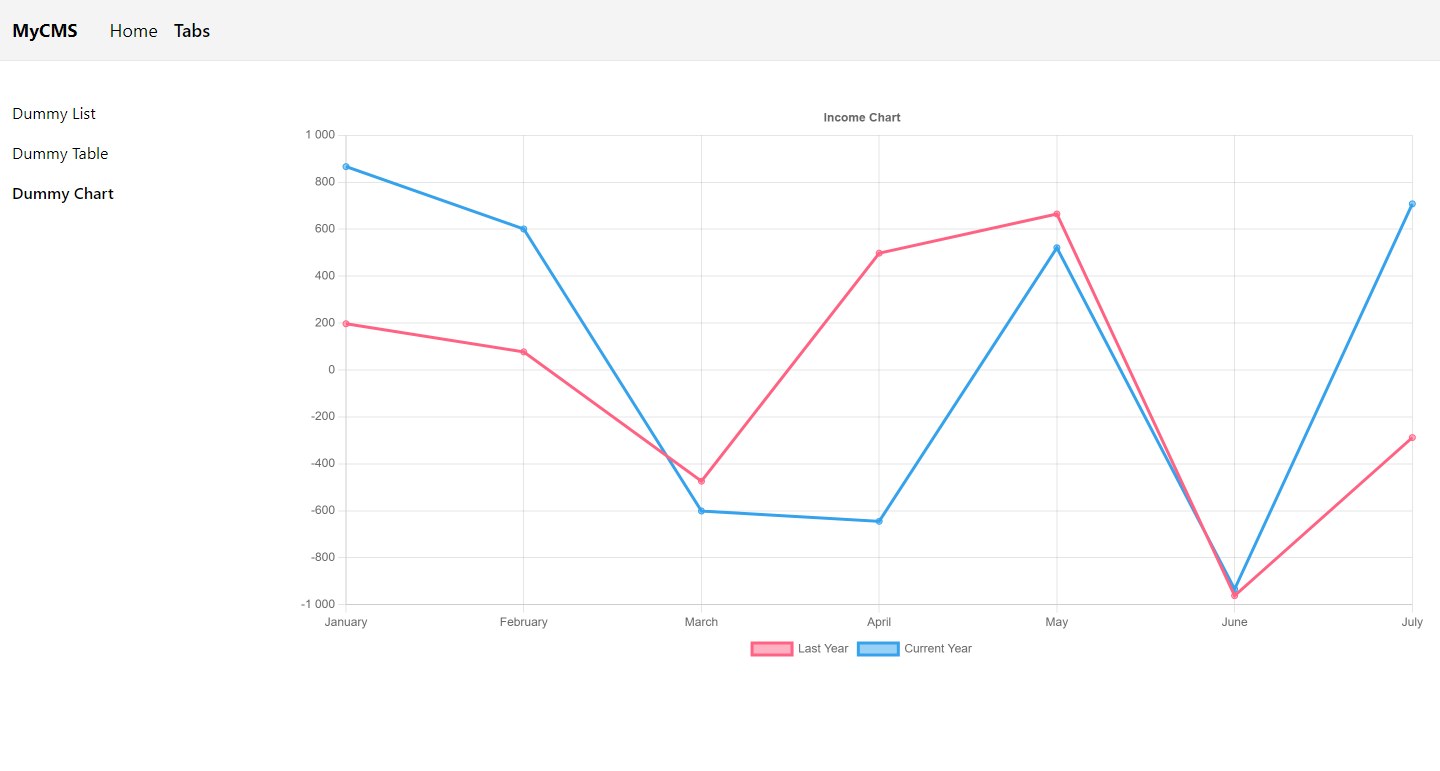 MyCMS Home Tabs
Dummy List
Dummy Table
Dummy Chart
Income Chart
1 000
800
600
400
200
0
-200
-400
-600
-800
-1 000
January February March April May June July
Last Year Current Year